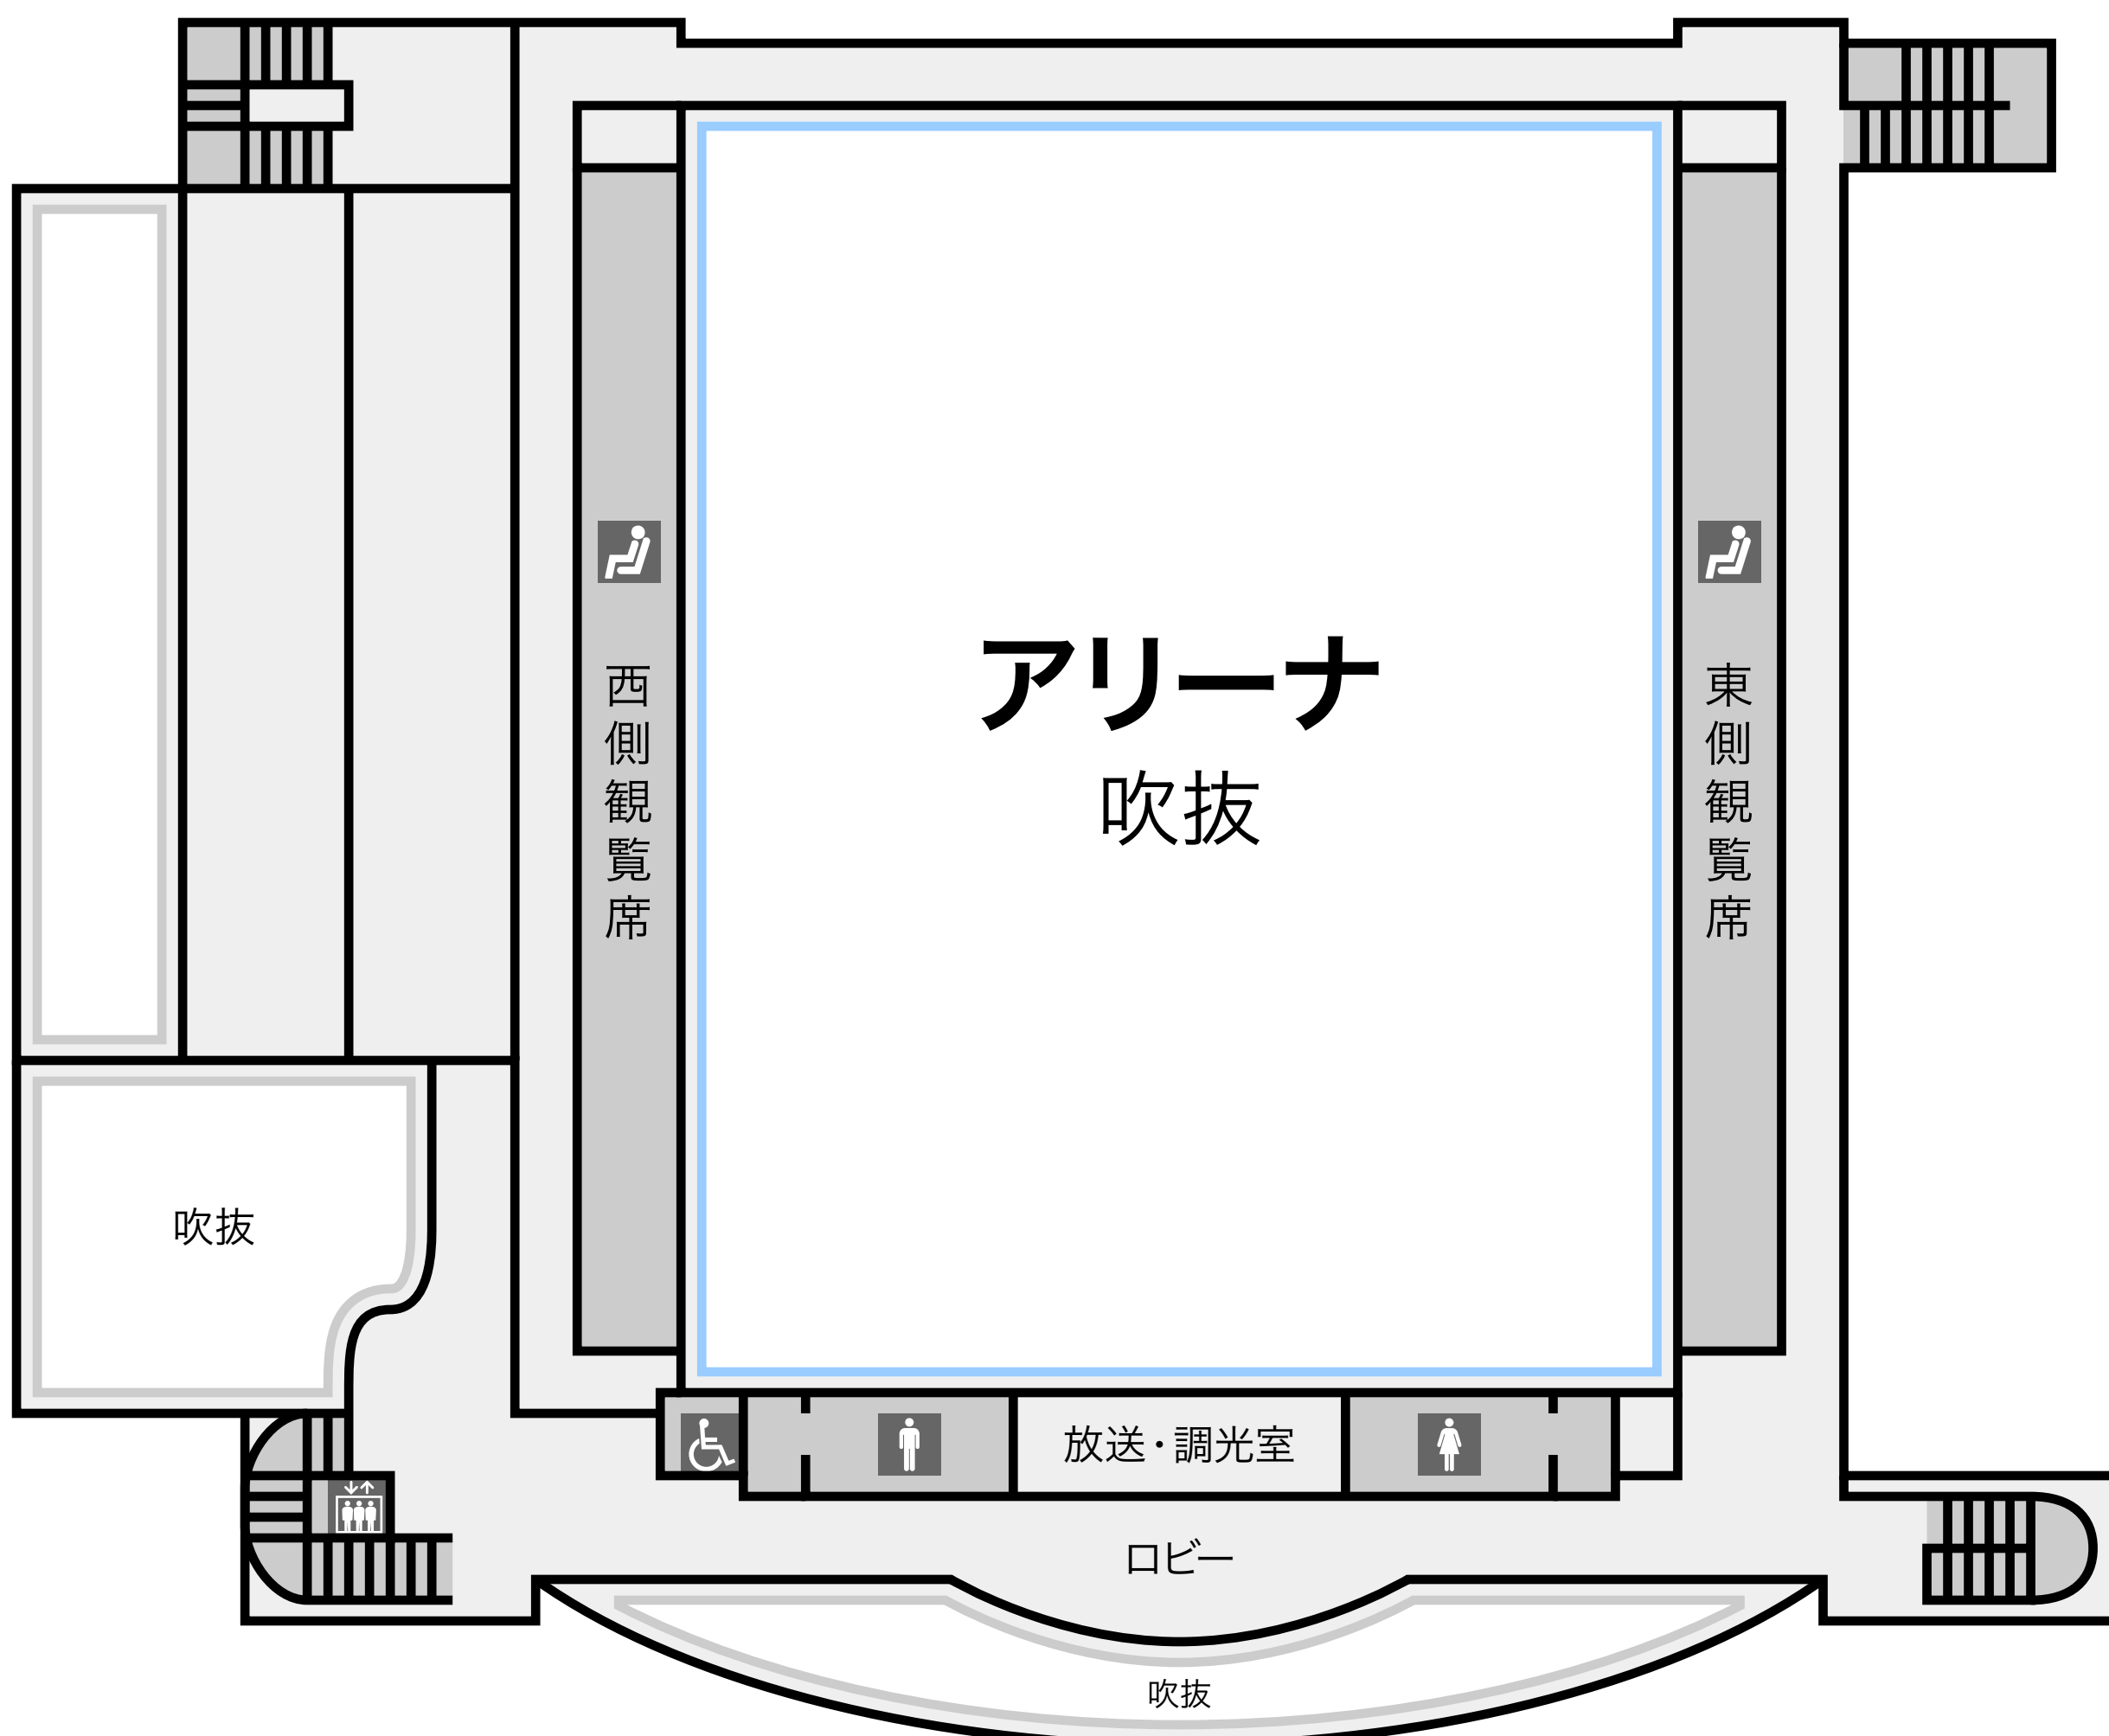 アリーナ
吹抜
西側観覧席
東側観覧席
吹抜
放送・調光室
ロビー
吹抜